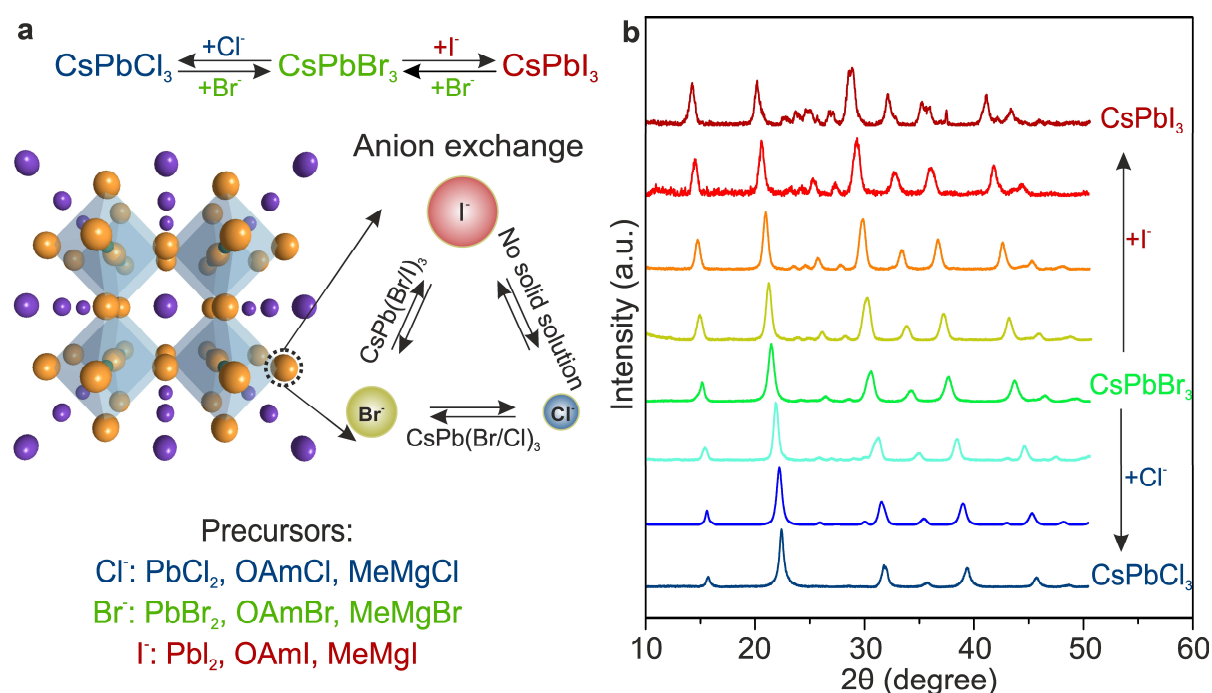 a
+Cl⁻
CsPbCl₃ CsPbBr₃ CsPbI₃
+Br⁻
+I⁻
+Br⁻
Anion exchange
I⁻
CsPb(Br/I)₃
No solid solution
Br⁻
Cl⁻
CsPb(Br/Cl)₃
Precursors:
Cl⁻: PbCl₂, OAmCl, MeMgCl
Br⁻: PbBr₂, OAmBr, MeMgBr
I⁻: PbI₂, OAmI, MeMgI
b
Intensity (a.u.)
CsPbI₃
+I⁻
CsPbBr₃
+Cl⁻
CsPbCl₃
10 20 30 40 50 60
2θ (degree)